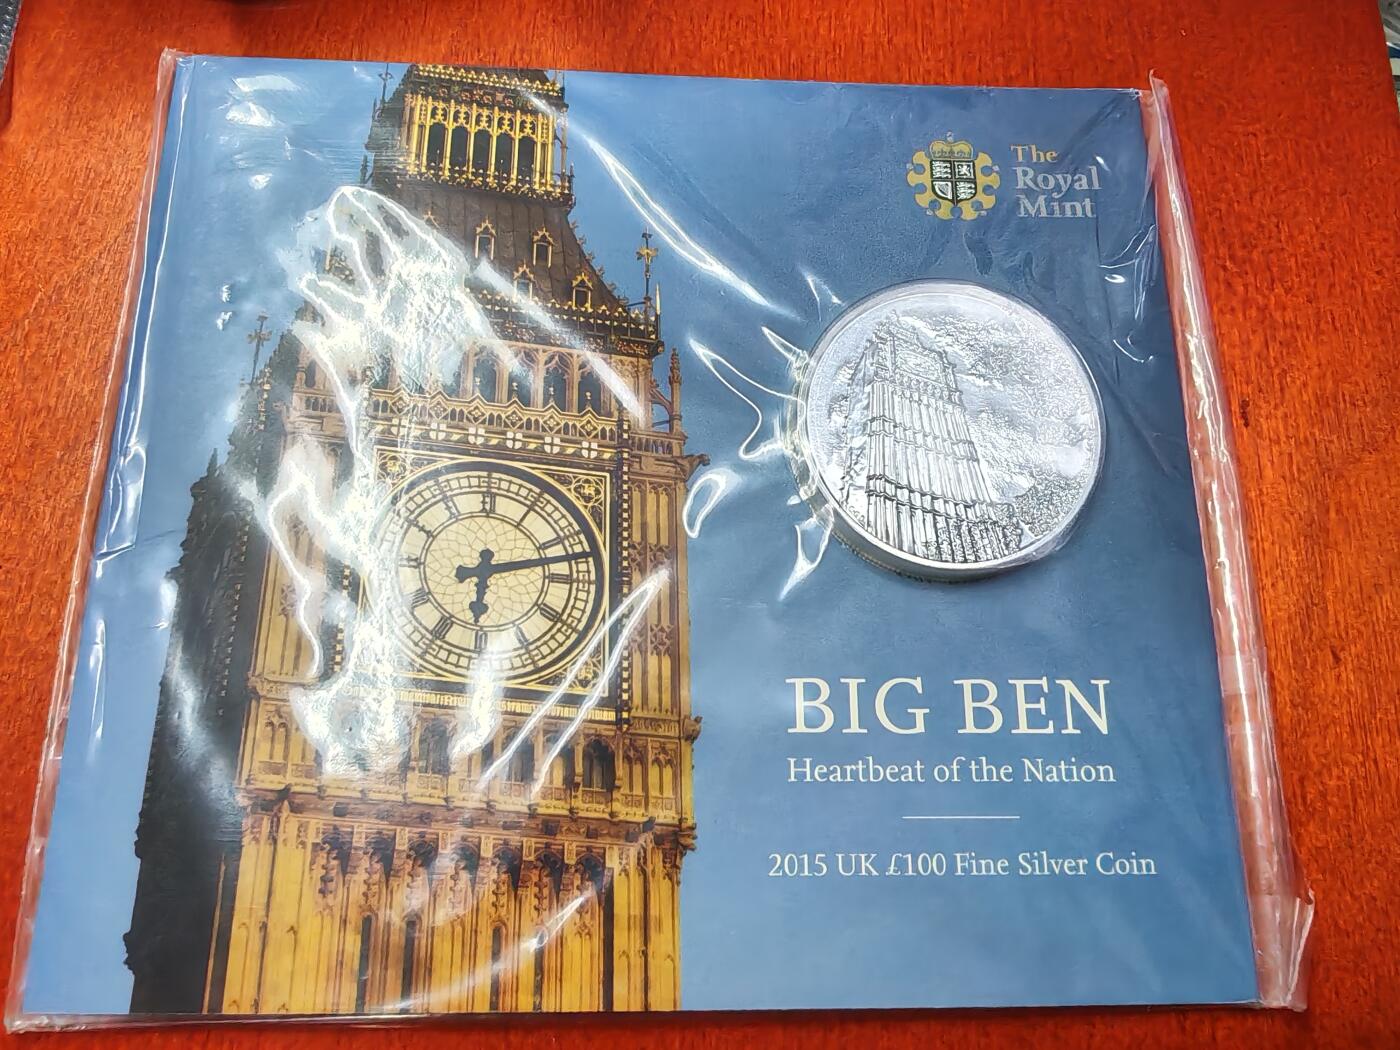 The
Royal
Mint
BIG BEN
Heartbeat of the Nation
2015 UK £100 Fine Silver Coin